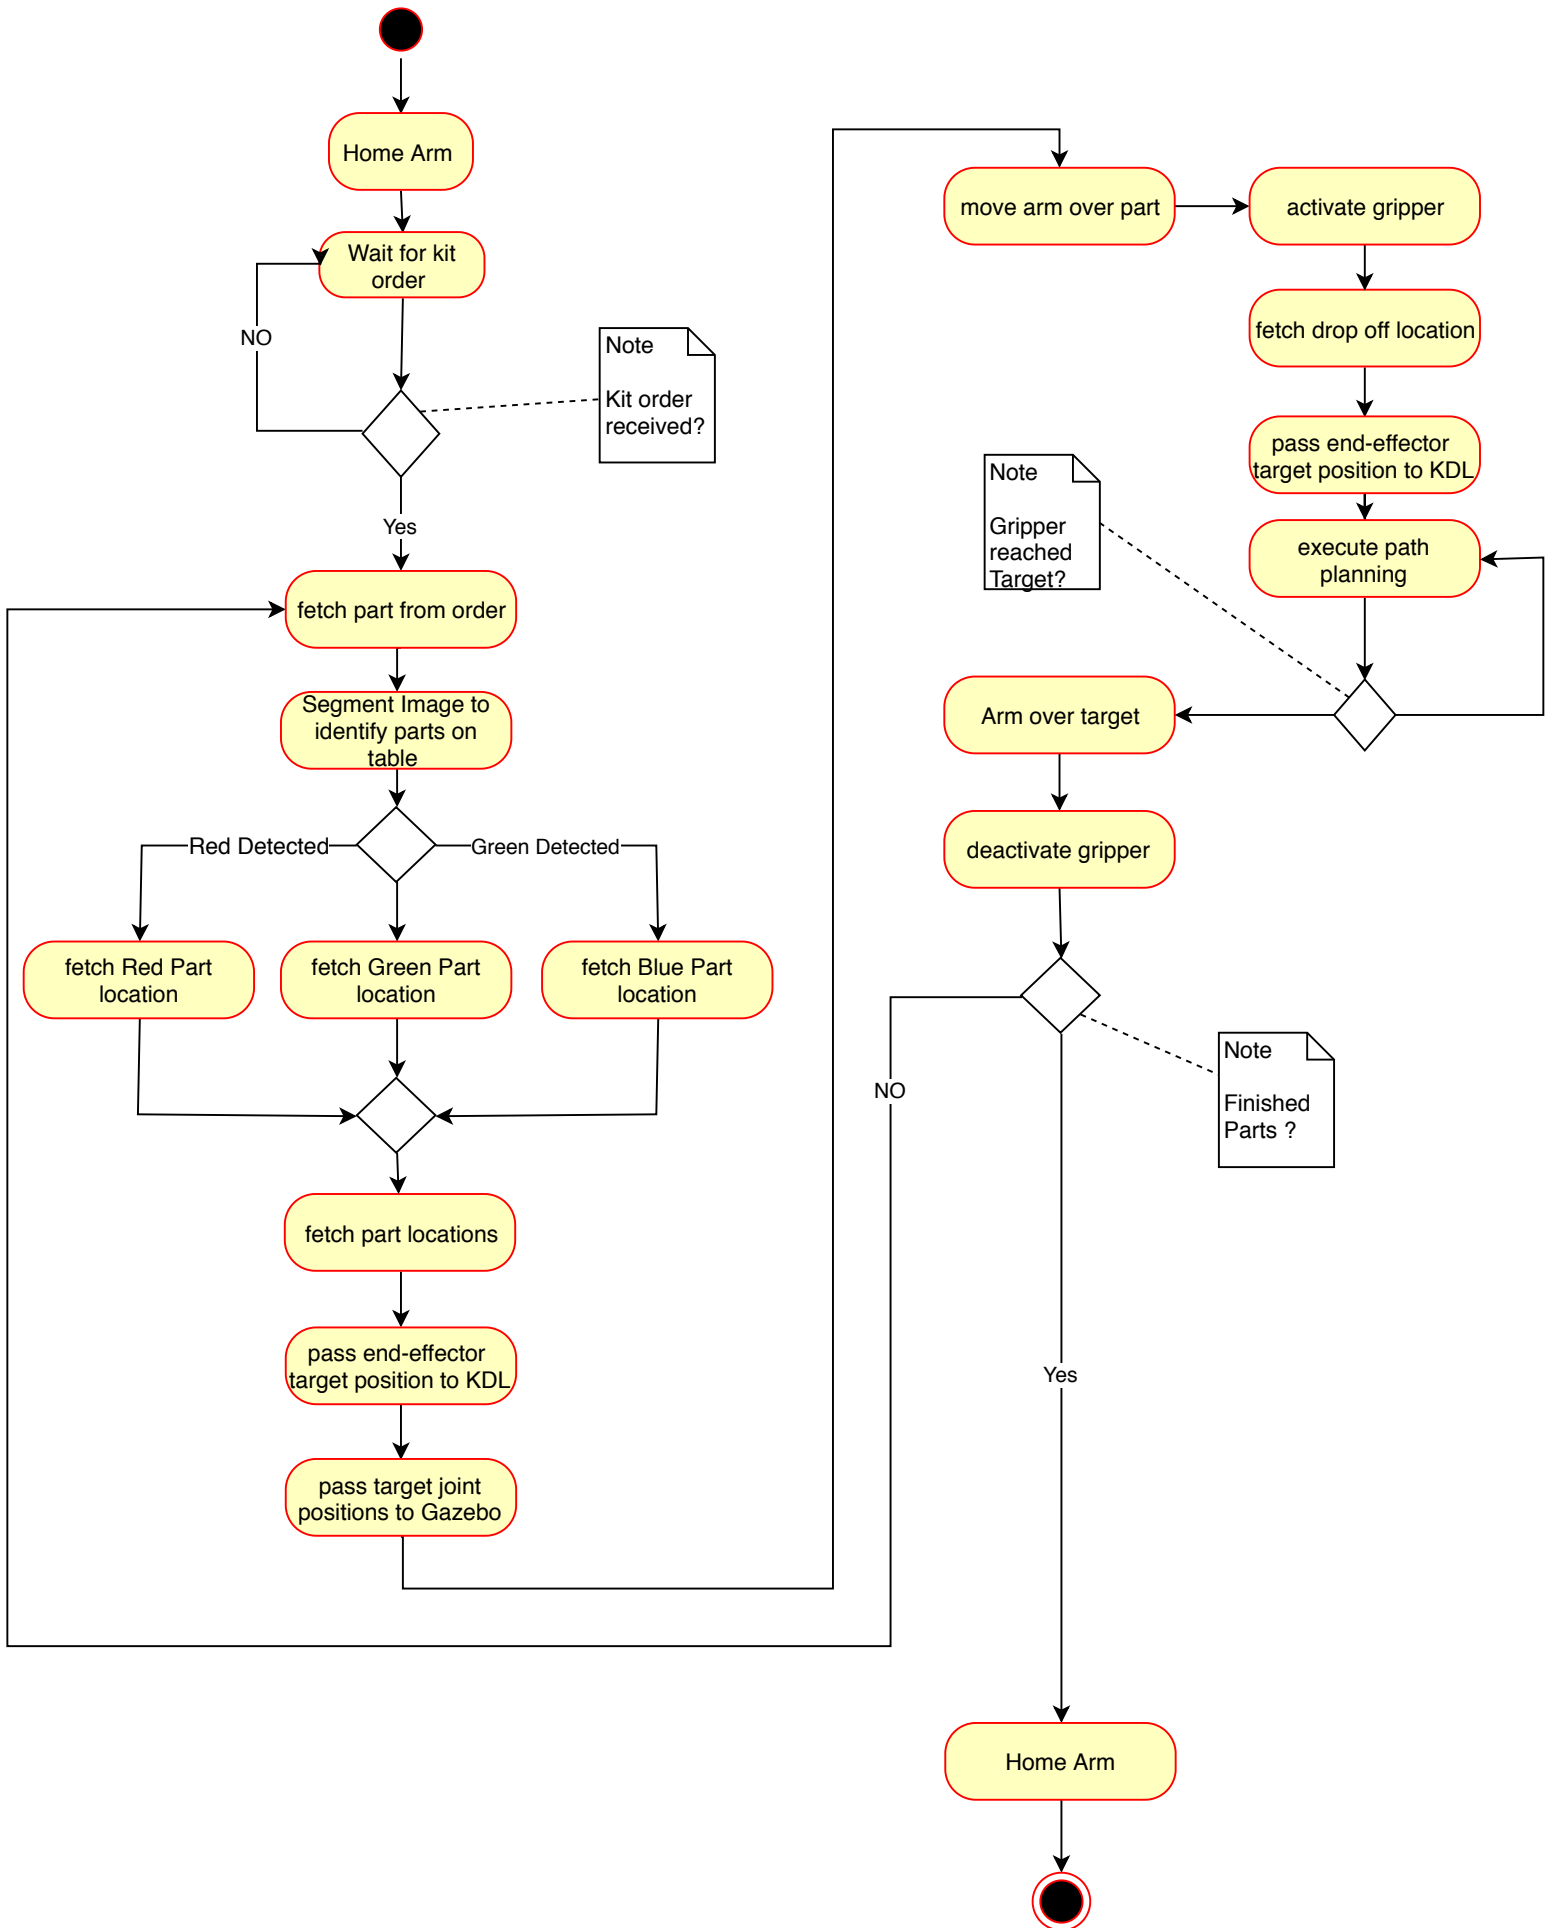 Home Arm
Wait for kit
order
NO
Note
Kit order
received?
Yes
fetch part from order
Segment Image to
identify parts on
table
Red Detected
Green Detected
fetch Red Part
location
fetch Green Part
location
fetch Blue Part
location
fetch part locations
pass end-effector
target position to KDL
pass target joint
positions to Gazebo
move arm over part
activate gripper
fetch drop off location
pass end-effector
target position to KDL
Note
Gripper
reached
Target?
execute path
planning
Arm over target
deactivate gripper
NO
Note
Finished
Parts ?
Yes
Home Arm